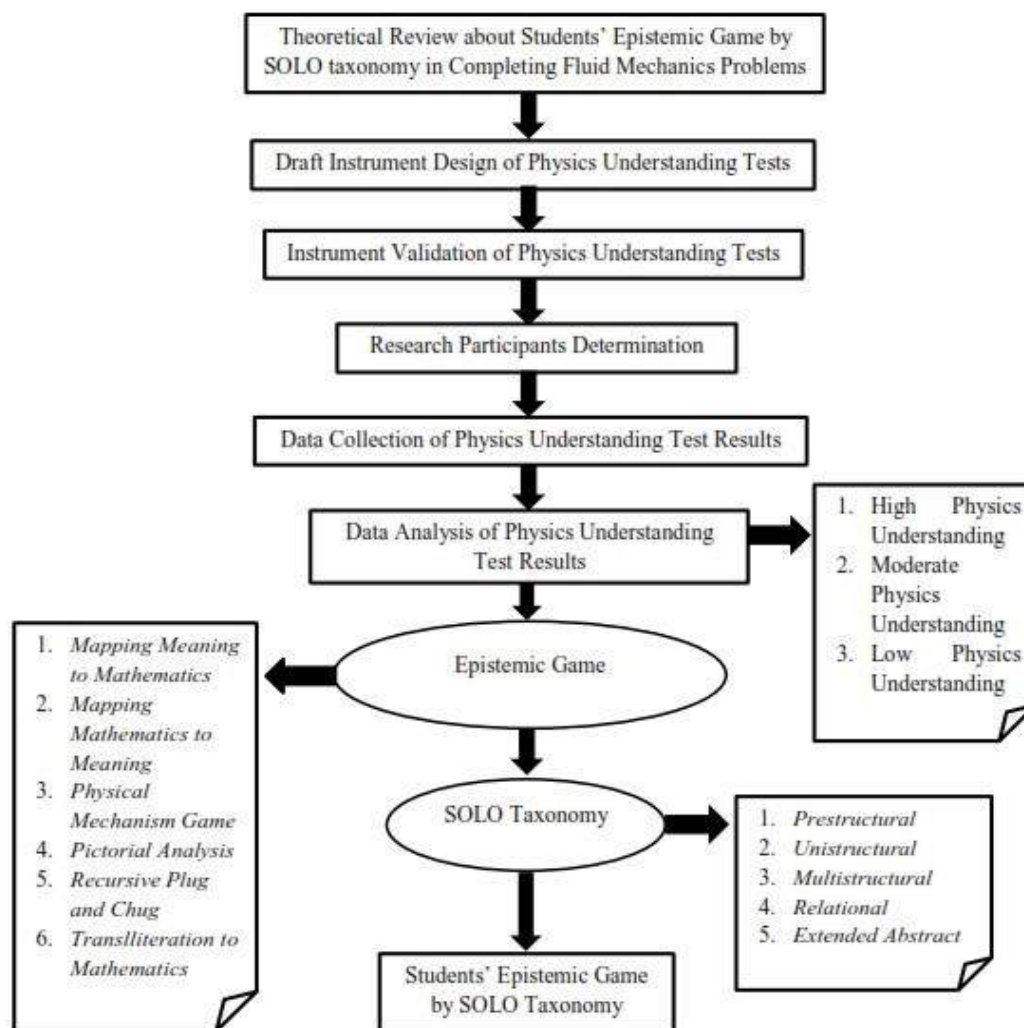 Theoretical Review about Students’ Epistemic Game by
SOLO taxonomy in Completing Fluid Mechanics Problems
Draft Instrument Design of Physics Understanding Tests
Instrument Validation of Physics Understanding Tests
Research Participants Determination
Data Collection of Physics Understanding Test Results
Data Analysis of Physics Understanding
Test Results
1. High Physics
Understanding
2. Moderate
Physics
Understanding
3. Low Physics
Understanding
Epistemic Game
1. Mapping Meaning
to Mathematics
2. Mapping
Mathematics to
Meaning
3. Physical
Mechanism Game
4. Pictorial Analysis
5. Recursive Plug
and Chug
6. Translliteration to
Mathematics
SOLO Taxonomy
1. Prestructural
2. Unistructural
3. Multistructural
4. Relational
5. Extended Abstract
Students’ Epistemic Game
by SOLO Taxonomy